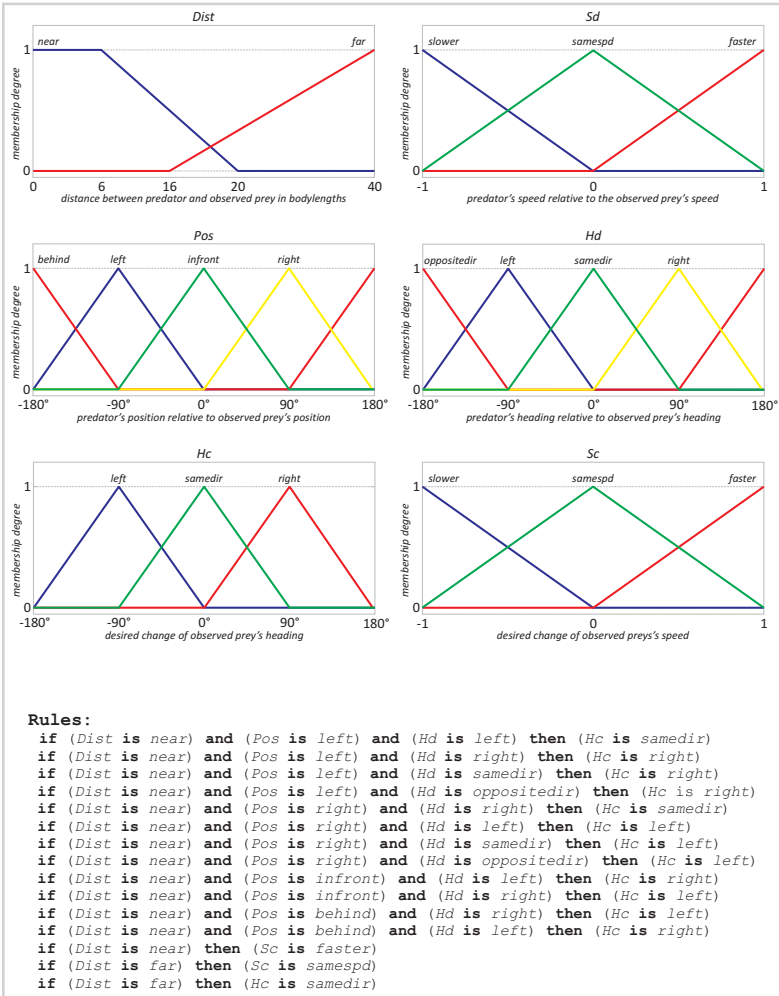 Dist
near far
1
membership degree
0
0 6 16 20 40
distance between predator and observed prey in bodylengths
Sd
slower samespd faster
1
membership degree
0
-1 0 1
predator's speed relative to the observed prey's speed
Pos
behind left infront right
1
membership degree
0
-180° -90° 0° 90° 180°
predator's position relative to observed prey's position
Hd
oppositedir left samedir right
1
membership degree
0
-180° -90° 0° 90° 180°
predator's heading relative to observed prey's heading
Hc
left samedir right
1
membership degree
0
-180° -90° 0° 90° 180°
desired change of observed prey's heading
Sc
slower samespd faster
1
membership degree
0
-1 0 1
desired change of observed preys's speed
Rules:
if (Dist is near) and (Pos is left) and (Hd is left) then (Hc is samedir)
if (Dist is near) and (Pos is left) and (Hd is right) then (Hc is right)
if (Dist is near) and (Pos is left) and (Hd is samedir) then (Hc is right)
if (Dist is near) and (Pos is left) and (Hd is oppositedir) then (Hc is right)
if (Dist is near) and (Pos is right) and (Hd is right) then (Hc is samedir)
if (Dist is near) and (Pos is right) and (Hd is left) then (Hc is left)
if (Dist is near) and (Pos is right) and (Hd is samedir) then (Hc is left)
if (Dist is near) and (Pos is right) and (Hd is oppositedir) then (Hc is left)
if (Dist is near) and (Pos is infront) and (Hd is left) then (Hc is right)
if (Dist is near) and (Pos is infront) and (Hd is right) then (Hc is left)
if (Dist is near) and (Pos is behind) and (Hd is right) then (Hc is left)
if (Dist is near) and (Pos is behind) and (Hd is left) then (Hc is right)
if (Dist is near) then (Sc is faster)
if (Dist is far) then (Sc is samespd)
if (Dist is far) then (Hc is samedir)